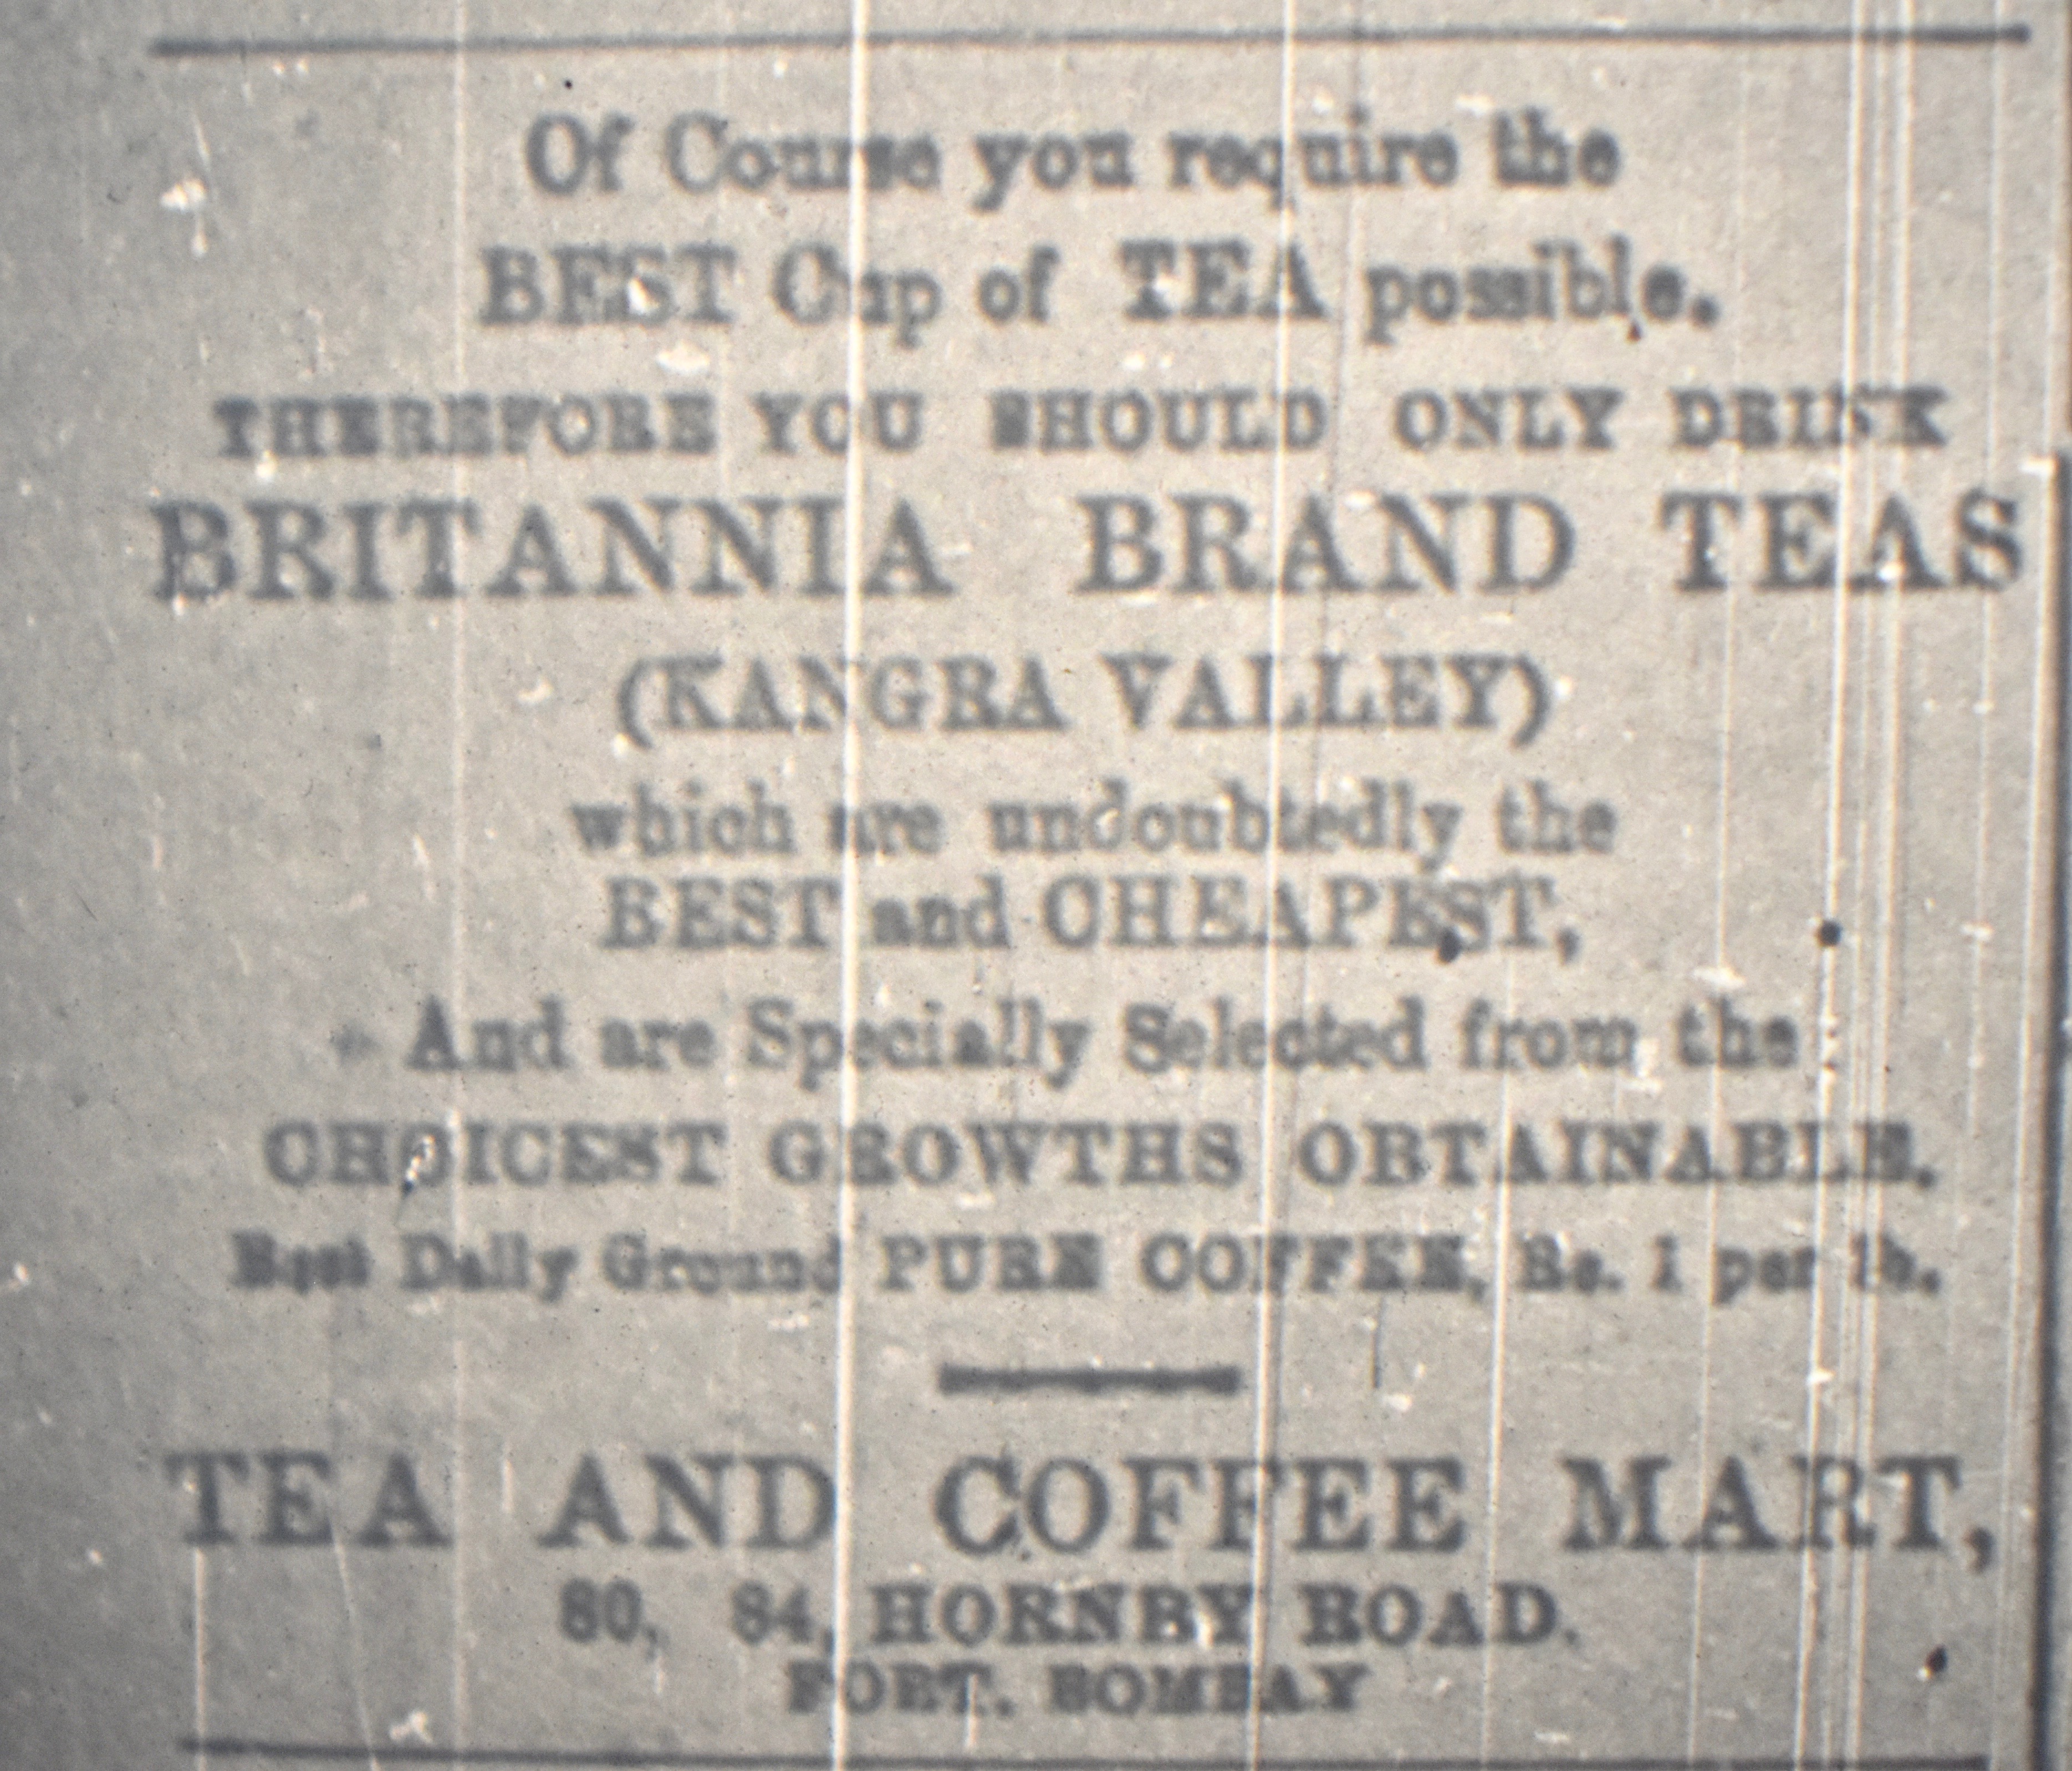 Of Course you require the
BEST Cup of TEA possible.
THEREFORE YOU SHOULD ONLY DRINK
BRITANNIA BRAND TEAS
(KANGRA VALLEY)
which are undoubtedly the
BEST and CHEAPEST,
And are Specially Selected from the
CHOICEST GROWTHS OBTAINABLE.
Best Daily Ground PURE COFFEE, Re. 1 per lb.
TEA AND COFFEE MART,
80, 84, HORNBY ROAD.
FORT, BOMBAY